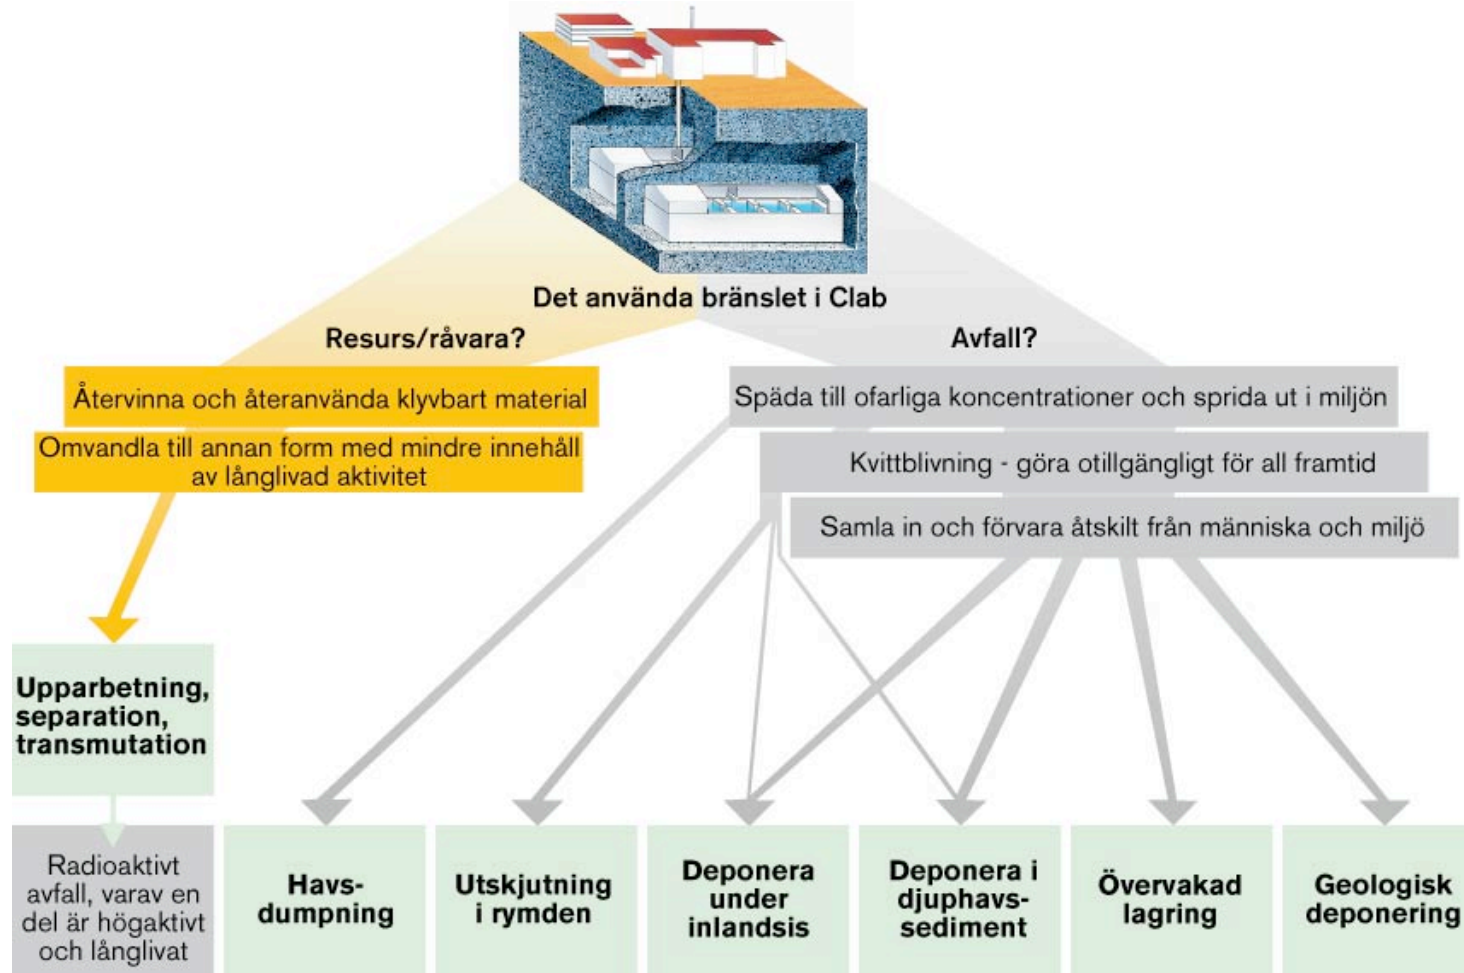 Det använda bränslet i Clab
Resurs/råvara?
Avfall?
Återvinna och återanvända klyvbart material
Omvandla till annan form med mindre innehåll
av långlivad aktivitet
Späda till ofarliga koncentrationer och sprida ut i miljön
Kvittblivning - göra otillgängligt för all framtid
Samla in och förvara åtskilt från människa och miljö
Upparbetning,
separation,
transmutation
Radioaktivt
avfall, varav en
del är högaktivt
och långlivat
Havs-
dumpning
Utskjutning
i rymden
Deponera
under
inlandsis
Deponera i
djuphavs-
sediment
Övervakad
lagring
Geologisk
deponering